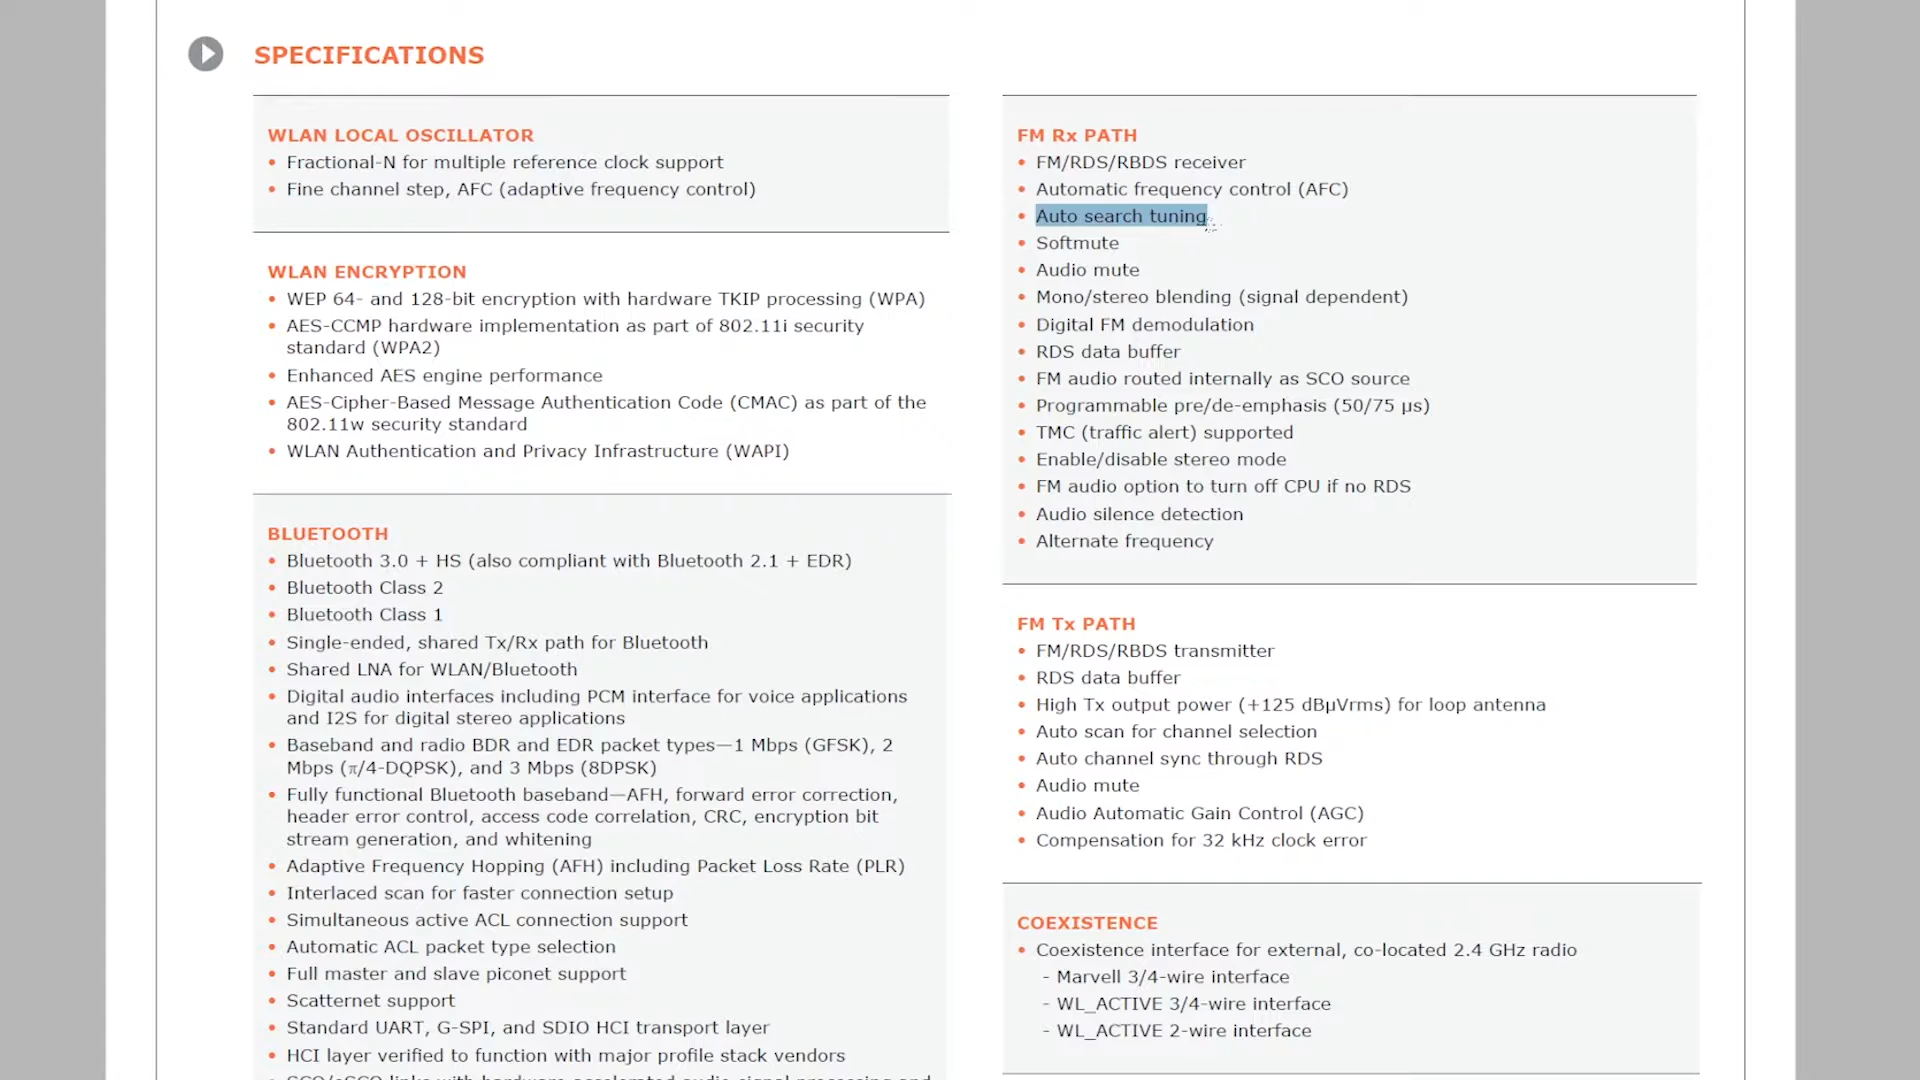 SPECIFICATIONS
WLAN LOCAL OSCILLATOR
• Fractional-N for multiple reference clock support
• Fine channel step, AFC (adaptive frequency control)
WLAN ENCRYPTION
• WEP 64- and 128-bit encryption with hardware TKIP processing (WPA)
• AES-CCMP hardware implementation as part of 802.11i security
standard (WPA2)
• Enhanced AES engine performance
• AES-Cipher-Based Message Authentication Code (CMAC) as part of the
802.11w security standard
• WLAN Authentication and Privacy Infrastructure (WAPI)
BLUETOOTH
• Bluetooth 3.0 + HS (also compliant with Bluetooth 2.1 + EDR)
• Bluetooth Class 2
• Bluetooth Class 1
• Single-ended, shared Tx/Rx path for Bluetooth
• Shared LNA for WLAN/Bluetooth
• Digital audio interfaces including PCM interface for voice applications
and I2S for digital stereo applications
• Baseband and radio BDR and EDR packet types—1 Mbps (GFSK), 2
Mbps (π/4-DQPSK), and 3 Mbps (8DPSK)
• Fully functional Bluetooth baseband—AFH, forward error correction,
header error control, access code correlation, CRC, encryption bit
stream generation, and whitening
• Adaptive Frequency Hopping (AFH) including Packet Loss Rate (PLR)
• Interlaced scan for faster connection setup
• Simultaneous active ACL connection support
• Automatic ACL packet type selection
• Full master and slave piconet support
• Scatternet support
• Standard UART, G-SPI, and SDIO HCI transport layer
• HCI layer verified to function with major profile stack vendors
• SCO/eSCO links with hardware accelerated audio signal processing and
FM Rx PATH
• FM/RDS/RBDS receiver
• Automatic frequency control (AFC)
• Auto search tuning
• Softmute
• Audio mute
• Mono/stereo blending (signal dependent)
• Digital FM demodulation
• RDS data buffer
• FM audio routed internally as SCO source
• Programmable pre/de-emphasis (50/75 µs)
• TMC (traffic alert) supported
• Enable/disable stereo mode
• FM audio option to turn off CPU if no RDS
• Audio silence detection
• Alternate frequency
FM Tx PATH
• FM/RDS/RBDS transmitter
• RDS data buffer
• High Tx output power (+125 dBµVrms) for loop antenna
• Auto scan for channel selection
• Auto channel sync through RDS
• Audio mute
• Audio Automatic Gain Control (AGC)
• Compensation for 32 kHz clock error
COEXISTENCE
• Coexistence interface for external, co-located 2.4 GHz radio
- Marvell 3/4-wire interface
- WL_ACTIVE 3/4-wire interface
- WL_ACTIVE 2-wire interface